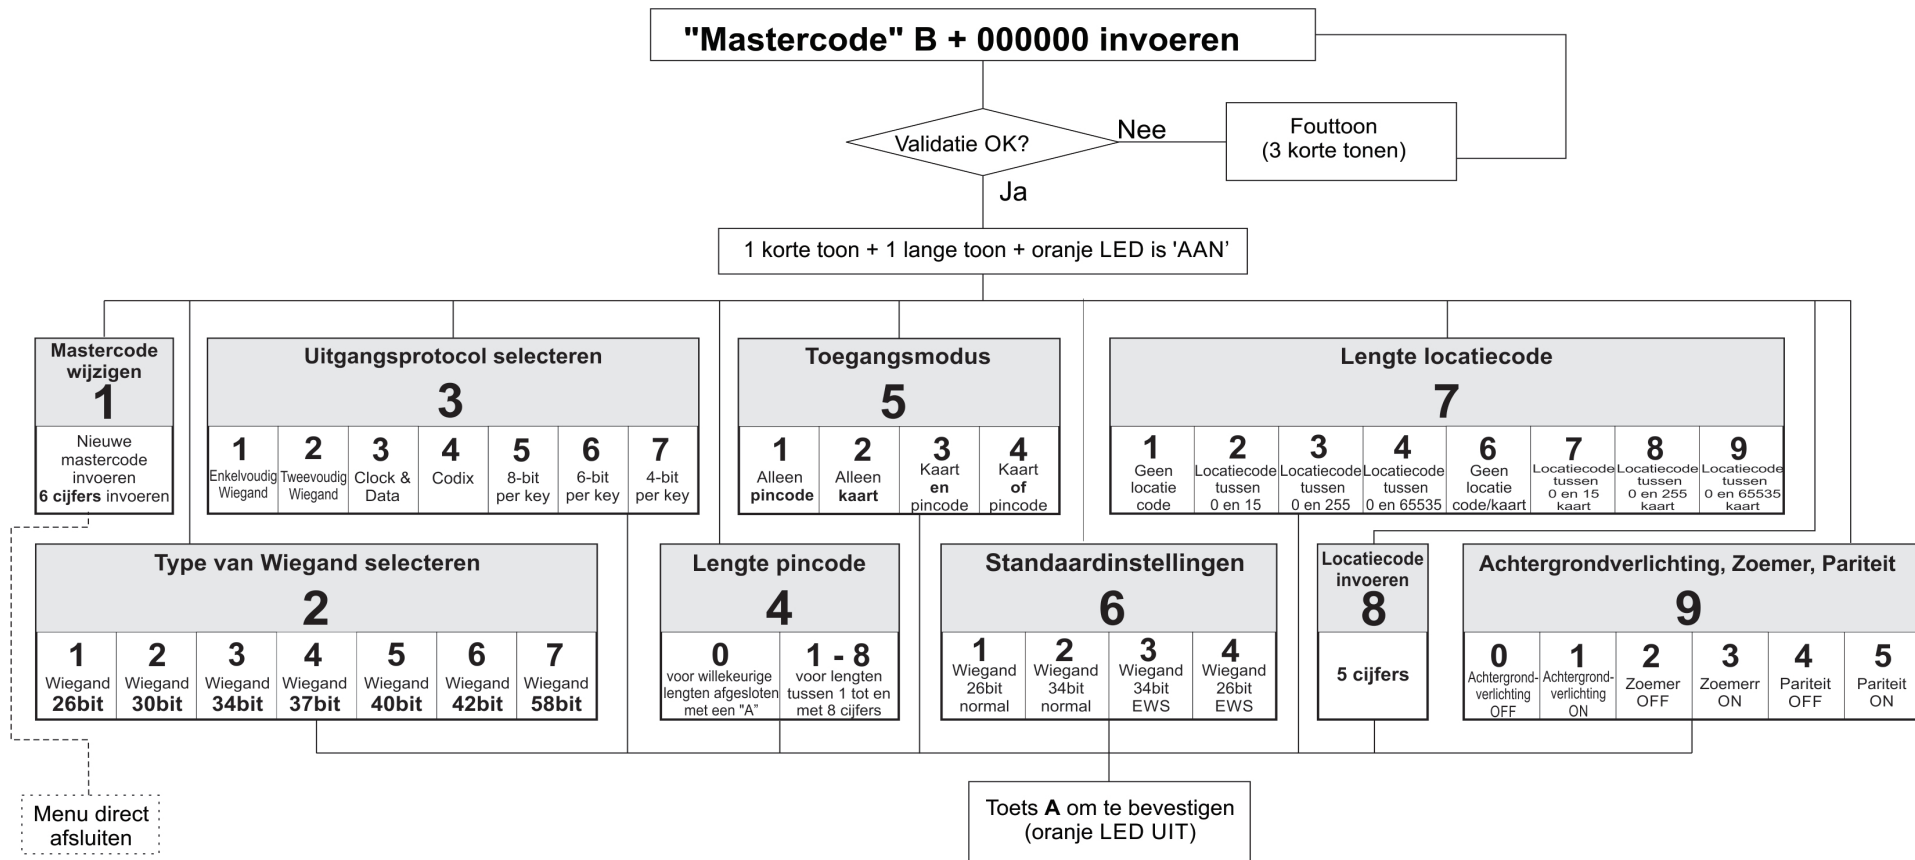 "Mastercode" B + 000000 invoeren
Validatie OK?
Nee
Fouttoon
(3 korte tonen)
Ja
1 korte toon + 1 lange toon + oranje LED is 'AAN’
Mastercode
wijzigen
1
Nieuwe
mastercode
invoeren
6 cijfers invoeren
Uitgangsprotocol selecteren
3
1
Enkelvoudig
Wiegand
2
Tweevoudig
Wiegand
3
Clock &
Data
4
Codix
5
8-bit
per key
6
6-bit
per key
7
4-bit
per key
Toegangsmodus
5
1
Alleen
pincode
2
Alleen
kaart
3
Kaart
en
pincode
4
Kaart
of
pincode
Lengte locatiecode
7
1
Geen
locatie
code
2
Locatiecode
tussen
0 en 15
3
Locatiecode
tussen
0 en 255
4
Locatiecode
tussen
0 en 65535
6
Geen
locatie
code/kaart
7
Locatiecode
tussen
0 en 15
kaart
8
Locatiecode
tussen
0 en 255
kaart
9
Locatiecode
tussen
0 en 65535
kaart
Type van Wiegand selecteren
2
1
Wiegand
26bit
2
Wiegand
30bit
3
Wiegand
34bit
4
Wiegand
37bit
5
Wiegand
40bit
6
Wiegand
42bit
7
Wiegand
58bit
Lengte pincode
4
0
voor willekeurige
lengten afgesloten
met een "A”
1 - 8
voor lengten
tussen 1 tot en
met 8 cijfers
Standaardinstellingen
6
1
Wiegand
26bit
normal
2
Wiegand
34bit
normal
3
Wiegand
34bit
EWS
4
Wiegand
26bit
EWS
Locatiecode
invoeren
8
5 cijfers
Achtergrondverlichting, Zoemer, Pariteit
9
0
Achtergrond-
verlichting
OFF
1
Achtergrond-
verlichting
ON
2
Zoemer
OFF
3
Zoemerr
ON
4
Pariteit
OFF
5
Pariteit
ON
Menu direct
afsluiten
Toets A om te bevestigen
(oranje LED UIT)